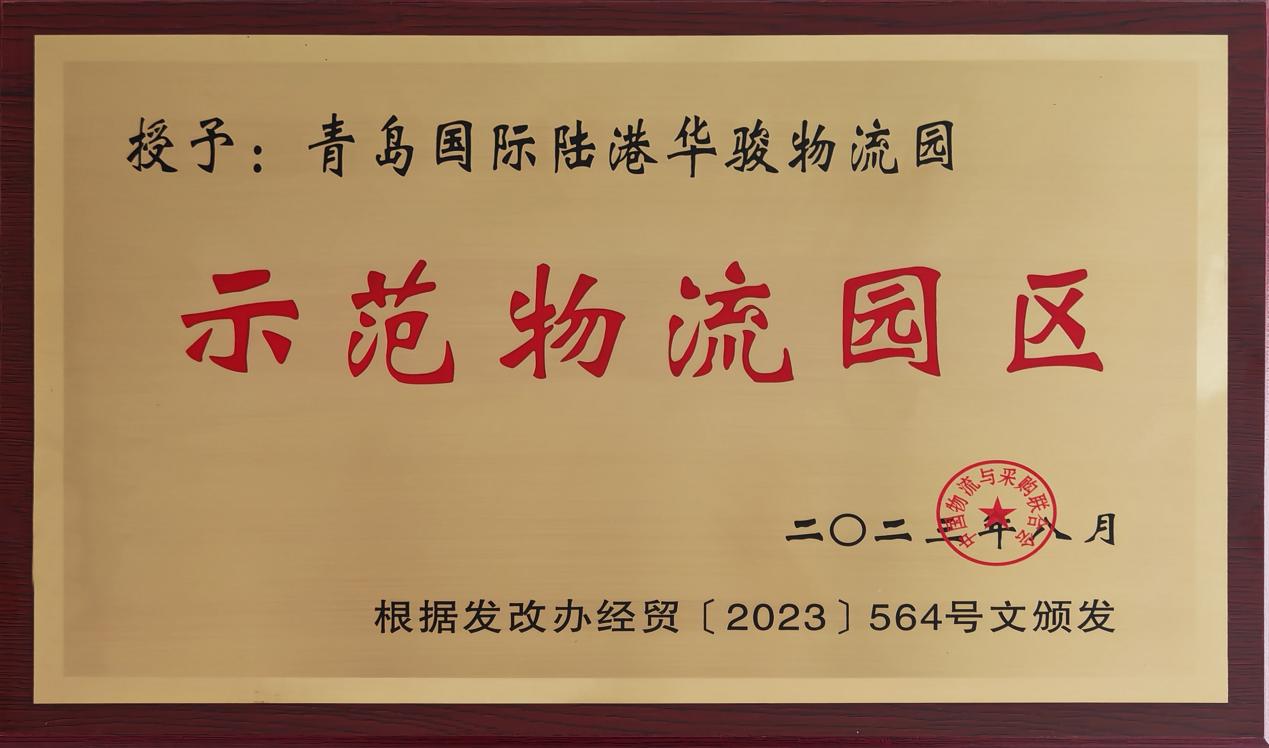 授予：青岛国际陆港华骏物流园
示范物流园区
中国物流与采购联合会
二〇二三年八月
根据发改办经贸〔2023〕564号文颁发